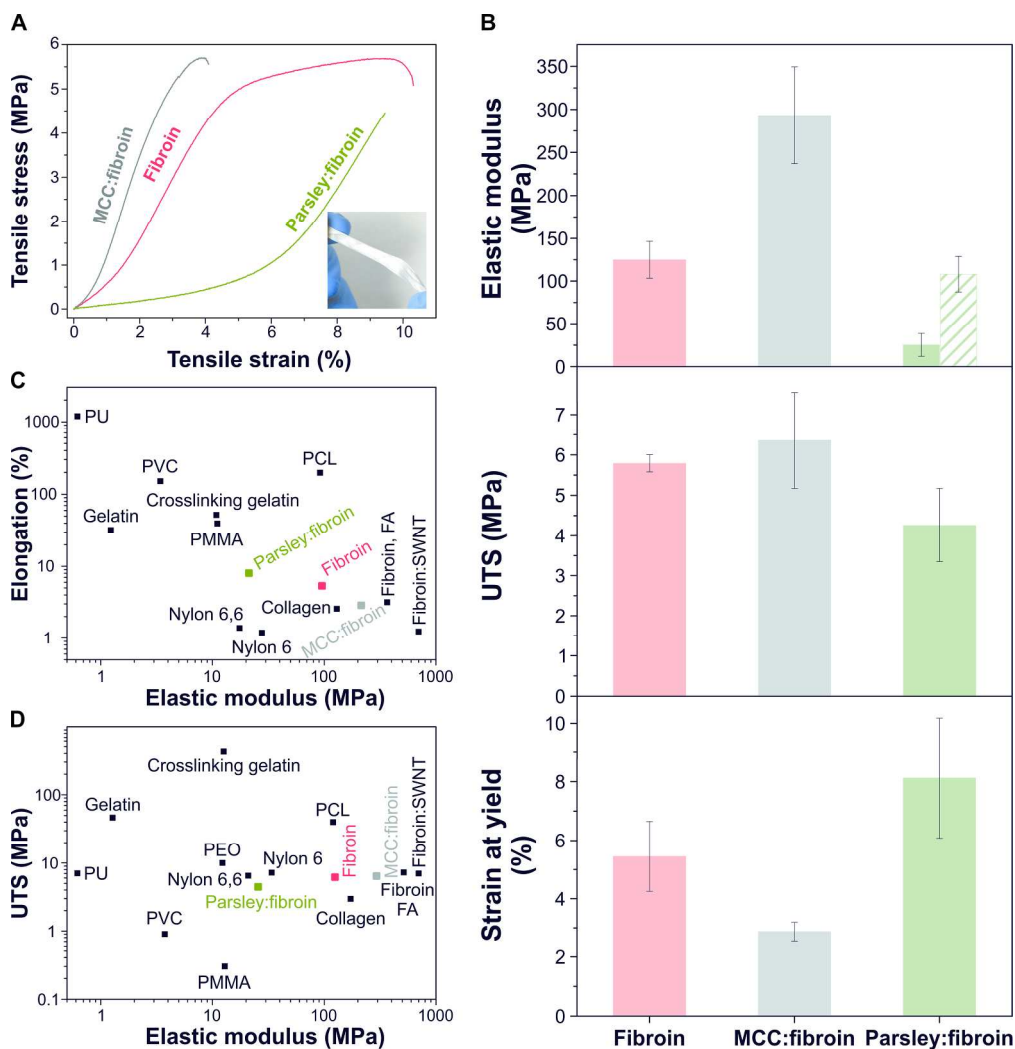 A
Tensile stress (MPa)
6
5
4
3
2
1
0
MCC:fibroin
Fibroin
Parsley:fibroin
0 2 4 6 8 10
Tensile strain (%)
B
Elastic modulus
(MPa)
350
300
250
200
150
100
50
0
UTS (MPa)
7
6
5
4
3
2
1
0
Strain at yield
(%)
10
8
6
4
2
0
Fibroin MCC:fibroin Parsley:fibroin
C
Elongation (%)
1000
100
10
1
PU
PVC
PCL
Crosslinking gelatin
Gelatin
PMMA
Parsley:fibroin
Fibroin
Fibroin, FA
Fibroin:SWNT
Nylon 6,6
Collagen
Nylon 6
MCC:fibroin
1 10 100 1000
Elastic modulus (MPa)
D
UTS (MPa)
100
10
1
0.1
Crosslinking gelatin
Gelatin
PCL
Fibroin
MCC:fibroin
Fibroin:SWNT
PEO
Nylon 6
PU
Nylon 6,6
Parsley:fibroin
Fibroin
FA
PVC
Collagen
PMMA
1 10 100 1000
Elastic modulus (MPa)